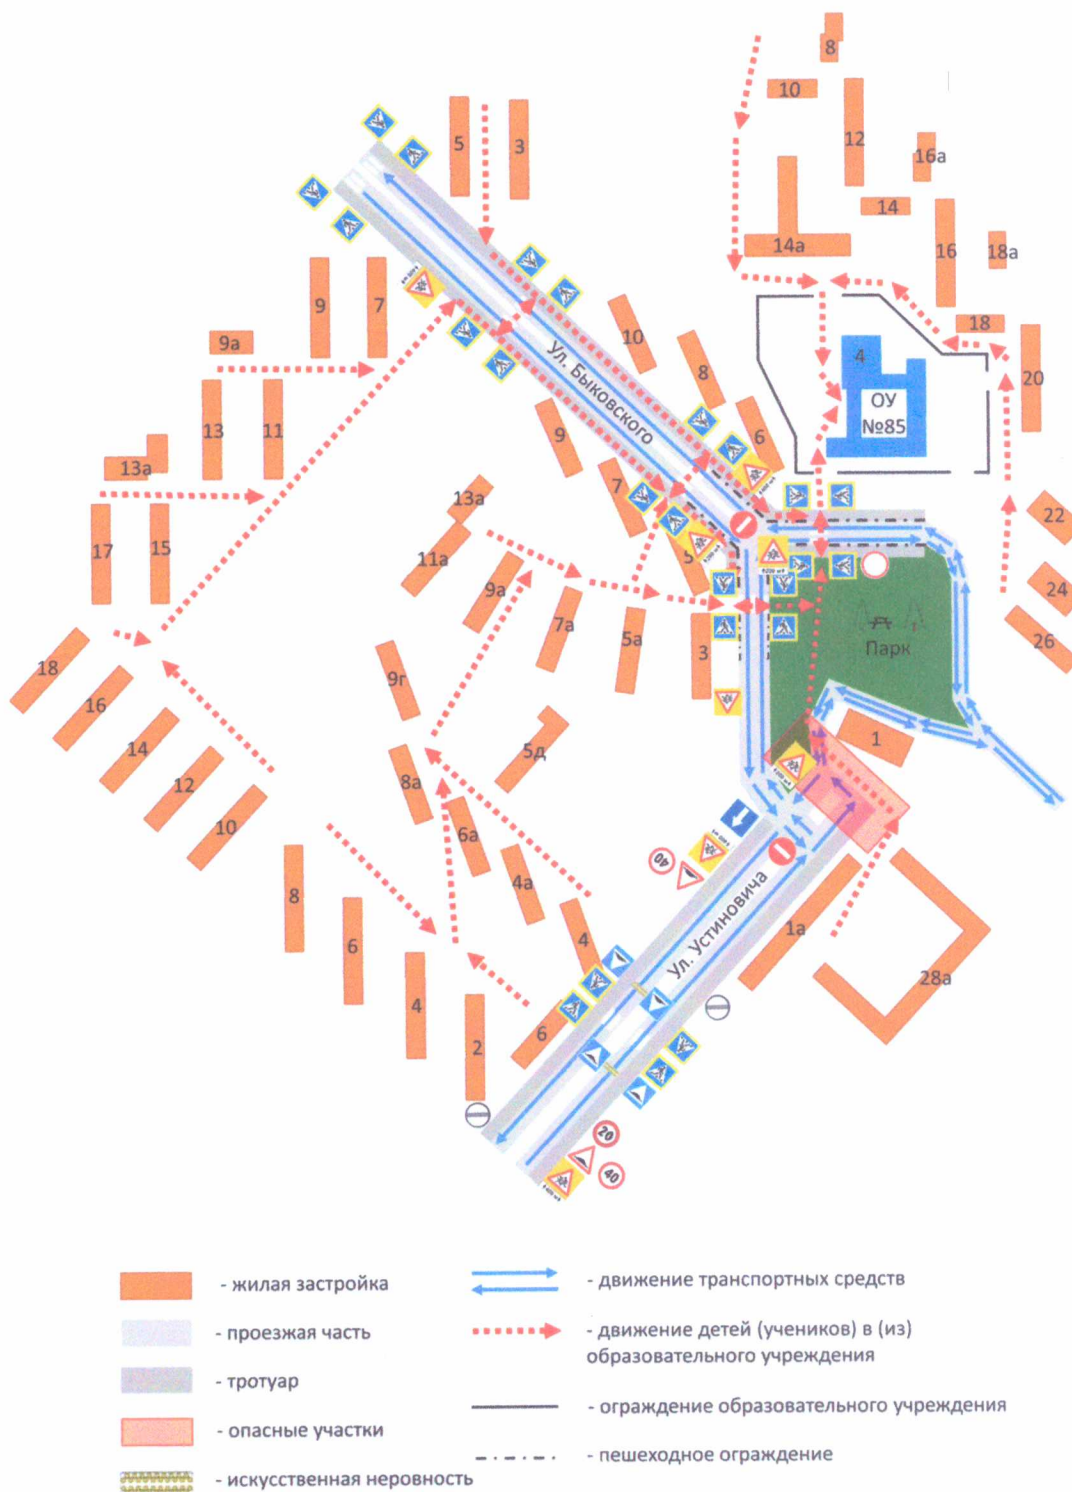 8
10
12
16а
14
14а
16
18а
18
20
4
ОУ
№85
5
3
9
7
9а
13
11
13а
17
15
10
8
6
Ул. Быковского
9
7
5
13а
11а
9а
7а
5а
3
22
24
26
Парк
1
9г
8а
5д
6а
4а
4
18
16
14
12
10
8
6
4
2
6
40
Ул. Устиновича
1а
28а
20
40
- жилая застройка
- проезжая часть
- тротуар
- опасные участки
- искусственная неровность
- движение транспортных средств
- движение детей (учеников) в (из)
образовательного учреждения
- ограждение образовательного учреждения
- пешеходное ограждение